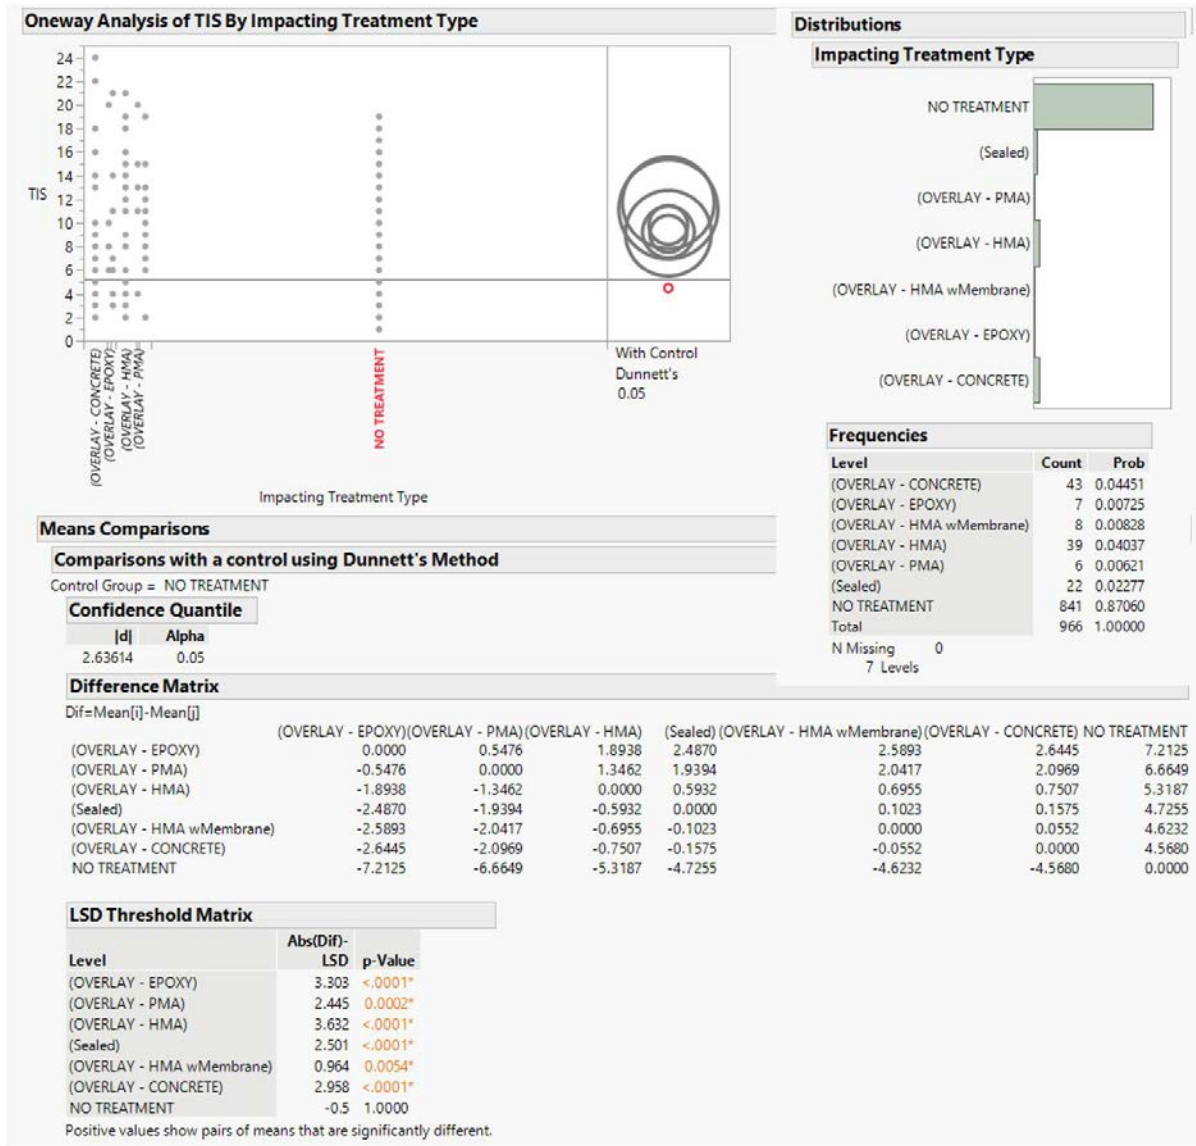 Oneway Analysis of TIS By Impacting Treatment Type
24
22
20
18
16
14
12
10
8
6
4
2
0
TIS
(OVERLAY - CONCRETE)
(OVERLAY - EPOXY)
(OVERLAY - HMA)
(OVERLAY - PMA)
NO TREATMENT
With Control
Dunnett's
0.05
Impacting Treatment Type
Distributions
Impacting Treatment Type
NO TREATMENT
(Sealed)
(OVERLAY - PMA)
(OVERLAY - HMA)
(OVERLAY - HMA wMembrane)
(OVERLAY - EPOXY)
(OVERLAY - CONCRETE)
Frequencies
Level Count Prob
(OVERLAY - CONCRETE) 43 0.04451
(OVERLAY - EPOXY) 7 0.00725
(OVERLAY - HMA wMembrane) 8 0.00828
(OVERLAY - HMA) 39 0.04037
(OVERLAY - PMA) 6 0.00621
(Sealed) 22 0.02277
NO TREATMENT 841 0.87060
Total 966 1.00000
N Missing 0
7 Levels
Means Comparisons
Comparisons with a control using Dunnett's Method
Control Group = NO TREATMENT
Confidence Quantile
|d| Alpha
2.63614 0.05
Difference Matrix
Dif=Mean[i]-Mean[j]
(OVERLAY - EPOXY) (OVERLAY - PMA) (OVERLAY - HMA) (Sealed) (OVERLAY - HMA wMembrane) (OVERLAY - CONCRETE) NO TREATMENT
(OVERLAY - EPOXY) 0.0000 0.5476 1.8938 2.4870 2.5893 2.6445 7.2125
(OVERLAY - PMA) -0.5476 0.0000 1.3462 1.9394 2.0417 2.0969 6.6649
(OVERLAY - HMA) -1.8938 -1.3462 0.0000 0.5932 0.6955 0.7507 5.3187
(Sealed) -2.4870 -1.9394 -0.5932 0.0000 0.1023 0.1575 4.7255
(OVERLAY - HMA wMembrane) -2.5893 -2.0417 -0.6955 -0.1023 0.0000 0.0552 4.6232
(OVERLAY - CONCRETE) -2.6445 -2.0969 -0.7507 -0.1575 -0.0552 0.0000 4.5680
NO TREATMENT -7.2125 -6.6649 -5.3187 -4.7255 -4.6232 -4.5680 0.0000
LSD Threshold Matrix
Abs(Dif)-
Level LSD p-Value
(OVERLAY - EPOXY) 3.303 <.0001*
(OVERLAY - PMA) 2.445 0.0002*
(OVERLAY - HMA) 3.632 <.0001*
(Sealed) 2.501 <.0001*
(OVERLAY - HMA wMembrane) 0.964 0.0054*
(OVERLAY - CONCRETE) 2.958 <.0001*
NO TREATMENT -0.5 1.0000
Positive values show pairs of means that are significantly different.